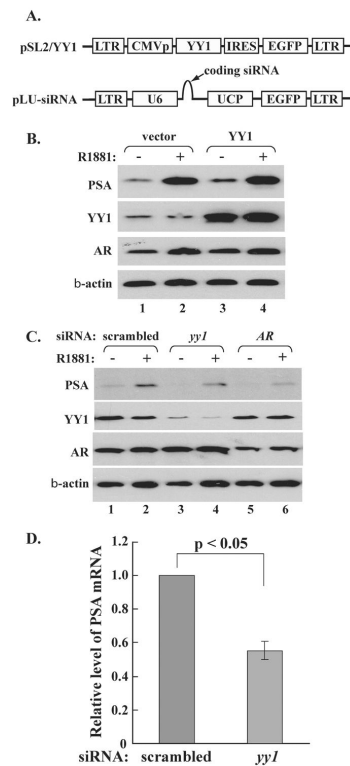 A.
pSL2/YY1 LTR CMVp YY1 IRES EGFP LTR
coding siRNA
pLU-siRNA LTR U6 UCP EGFP LTR
B.
vector YY1
R1881: - + - +
PSA
YY1
AR
b-actin
1 2 3 4
C.
siRNA: scrambled yy1 AR
R1881: - + - + - +
PSA
YY1
AR
b-actin
1 2 3 4 5 6
D.
Relative level of PSA mRNA
1.2
1.0
0.8
0.6
0.4
0.2
0
p < 0.05
siRNA: scrambled yy1